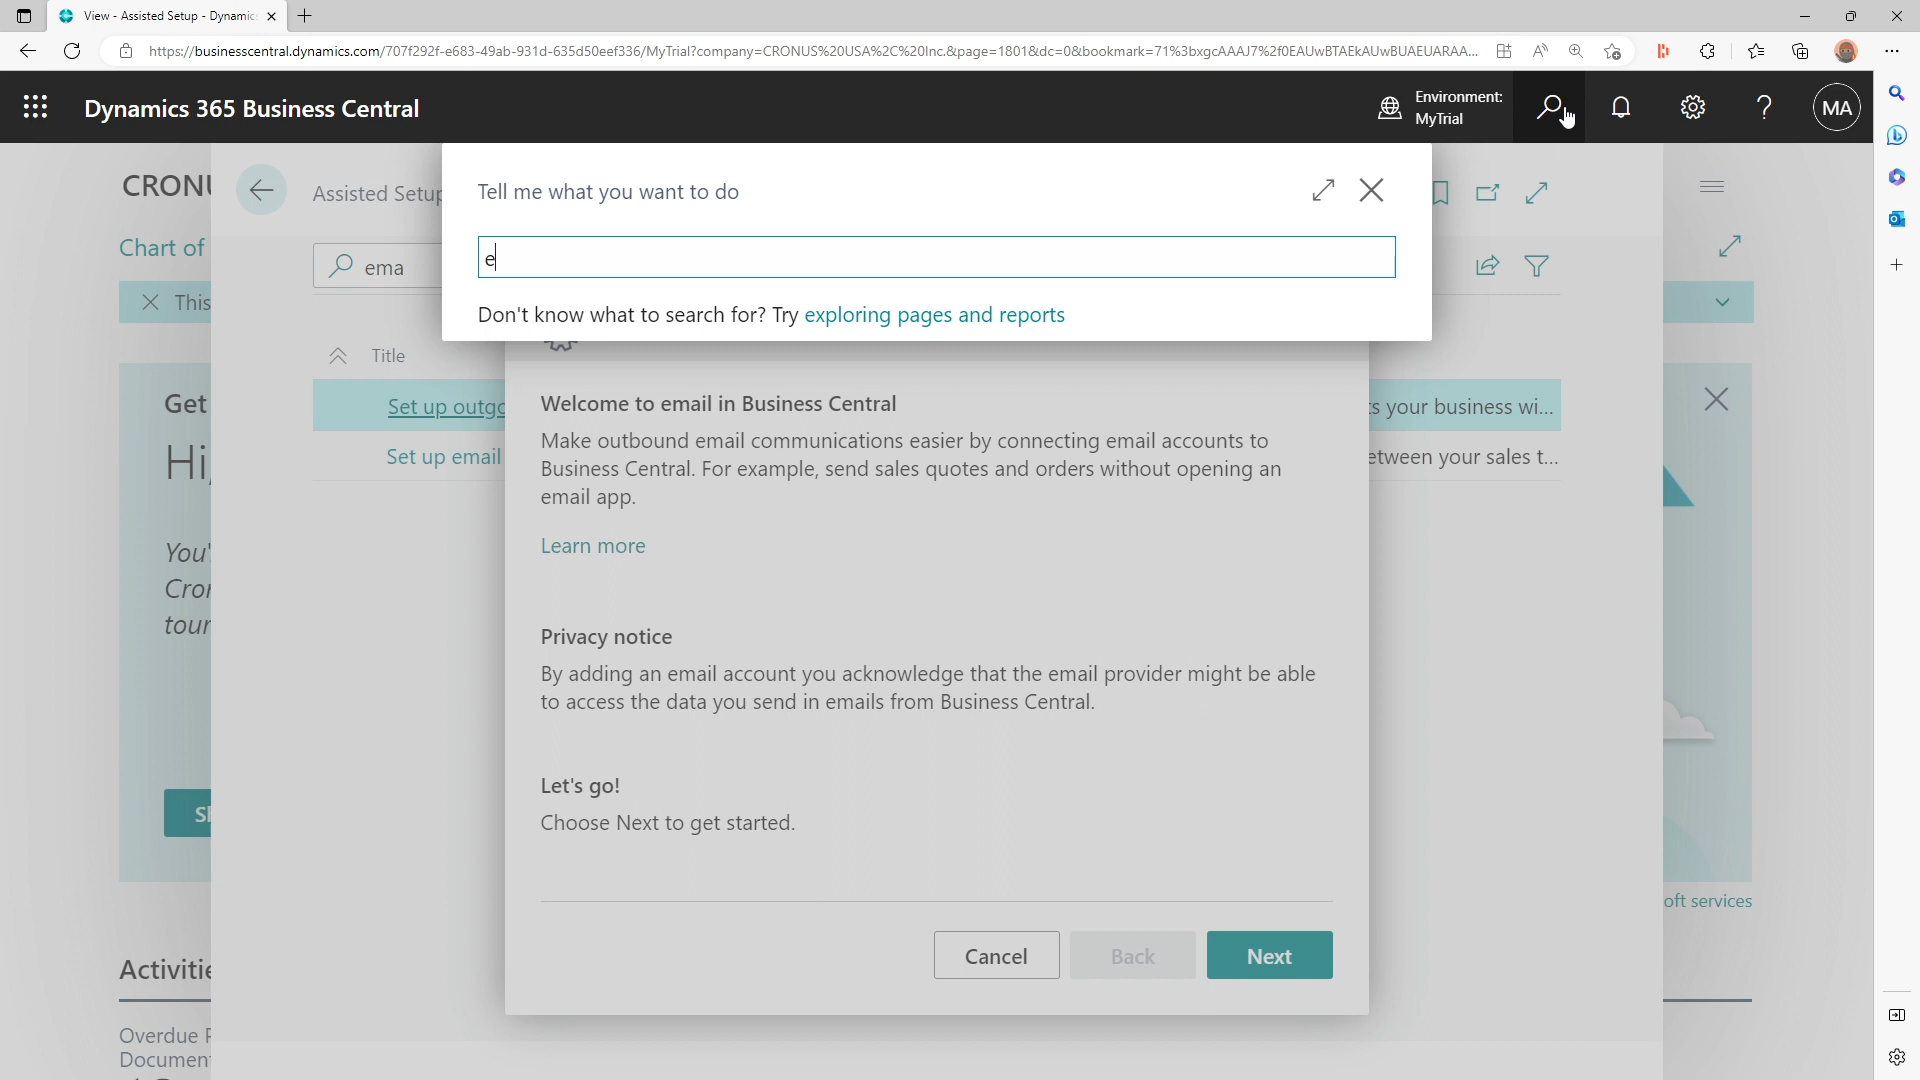 View - Assisted Setup - Dynamic
https://businesscentral.dynamics.com/707f292f-e683-49ab-931d-635d50eef336/MyTrial?company=CRONUS%20USA%2C%20Inc.&page=1801&dc=0&bookmark=71%3bxgcAAAJ7%2f0EAUwBTAEkAUwBUAEUARAA...
Dynamics 365 Business Central
Environment:
MyTrial
MA
CRONU
Assisted Setup
Tell me what you want to do
Chart of
ema
e
This
Don't know what to search for? Try exploring pages and reports
Title
Get
Set up outgo
Welcome to email in Business Central
ts your business wi...
Hi,
Make outbound email communications easier by connecting email accounts to
Business Central. For example, send sales quotes and orders without opening an
email app.
Set up email
etween your sales t...
Learn more
You'
Cron
tour
Privacy notice
By adding an email account you acknowledge that the email provider might be able
to access the data you send in emails from Business Central.
Let's go!
Choose Next to get started.
oft services
Cancel
Back
Next
Activitie
Overdue P
Document